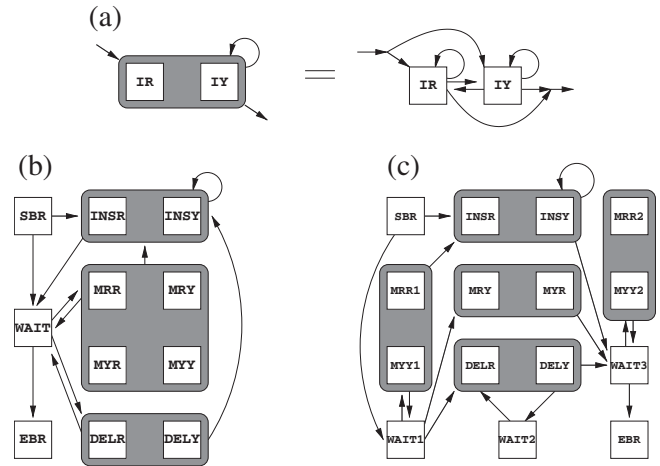 (a)
IR IY = IR IY
(b) (c)
SBR INSR INSY SBR INSR INSY MRR2
MRR MRY MRR1 MRY MYR MYY2
WAIT
MYR MYY MYY1 DELR DELY WAIT3
EBR DELR DELY WAIT1 WAIT2 EBR